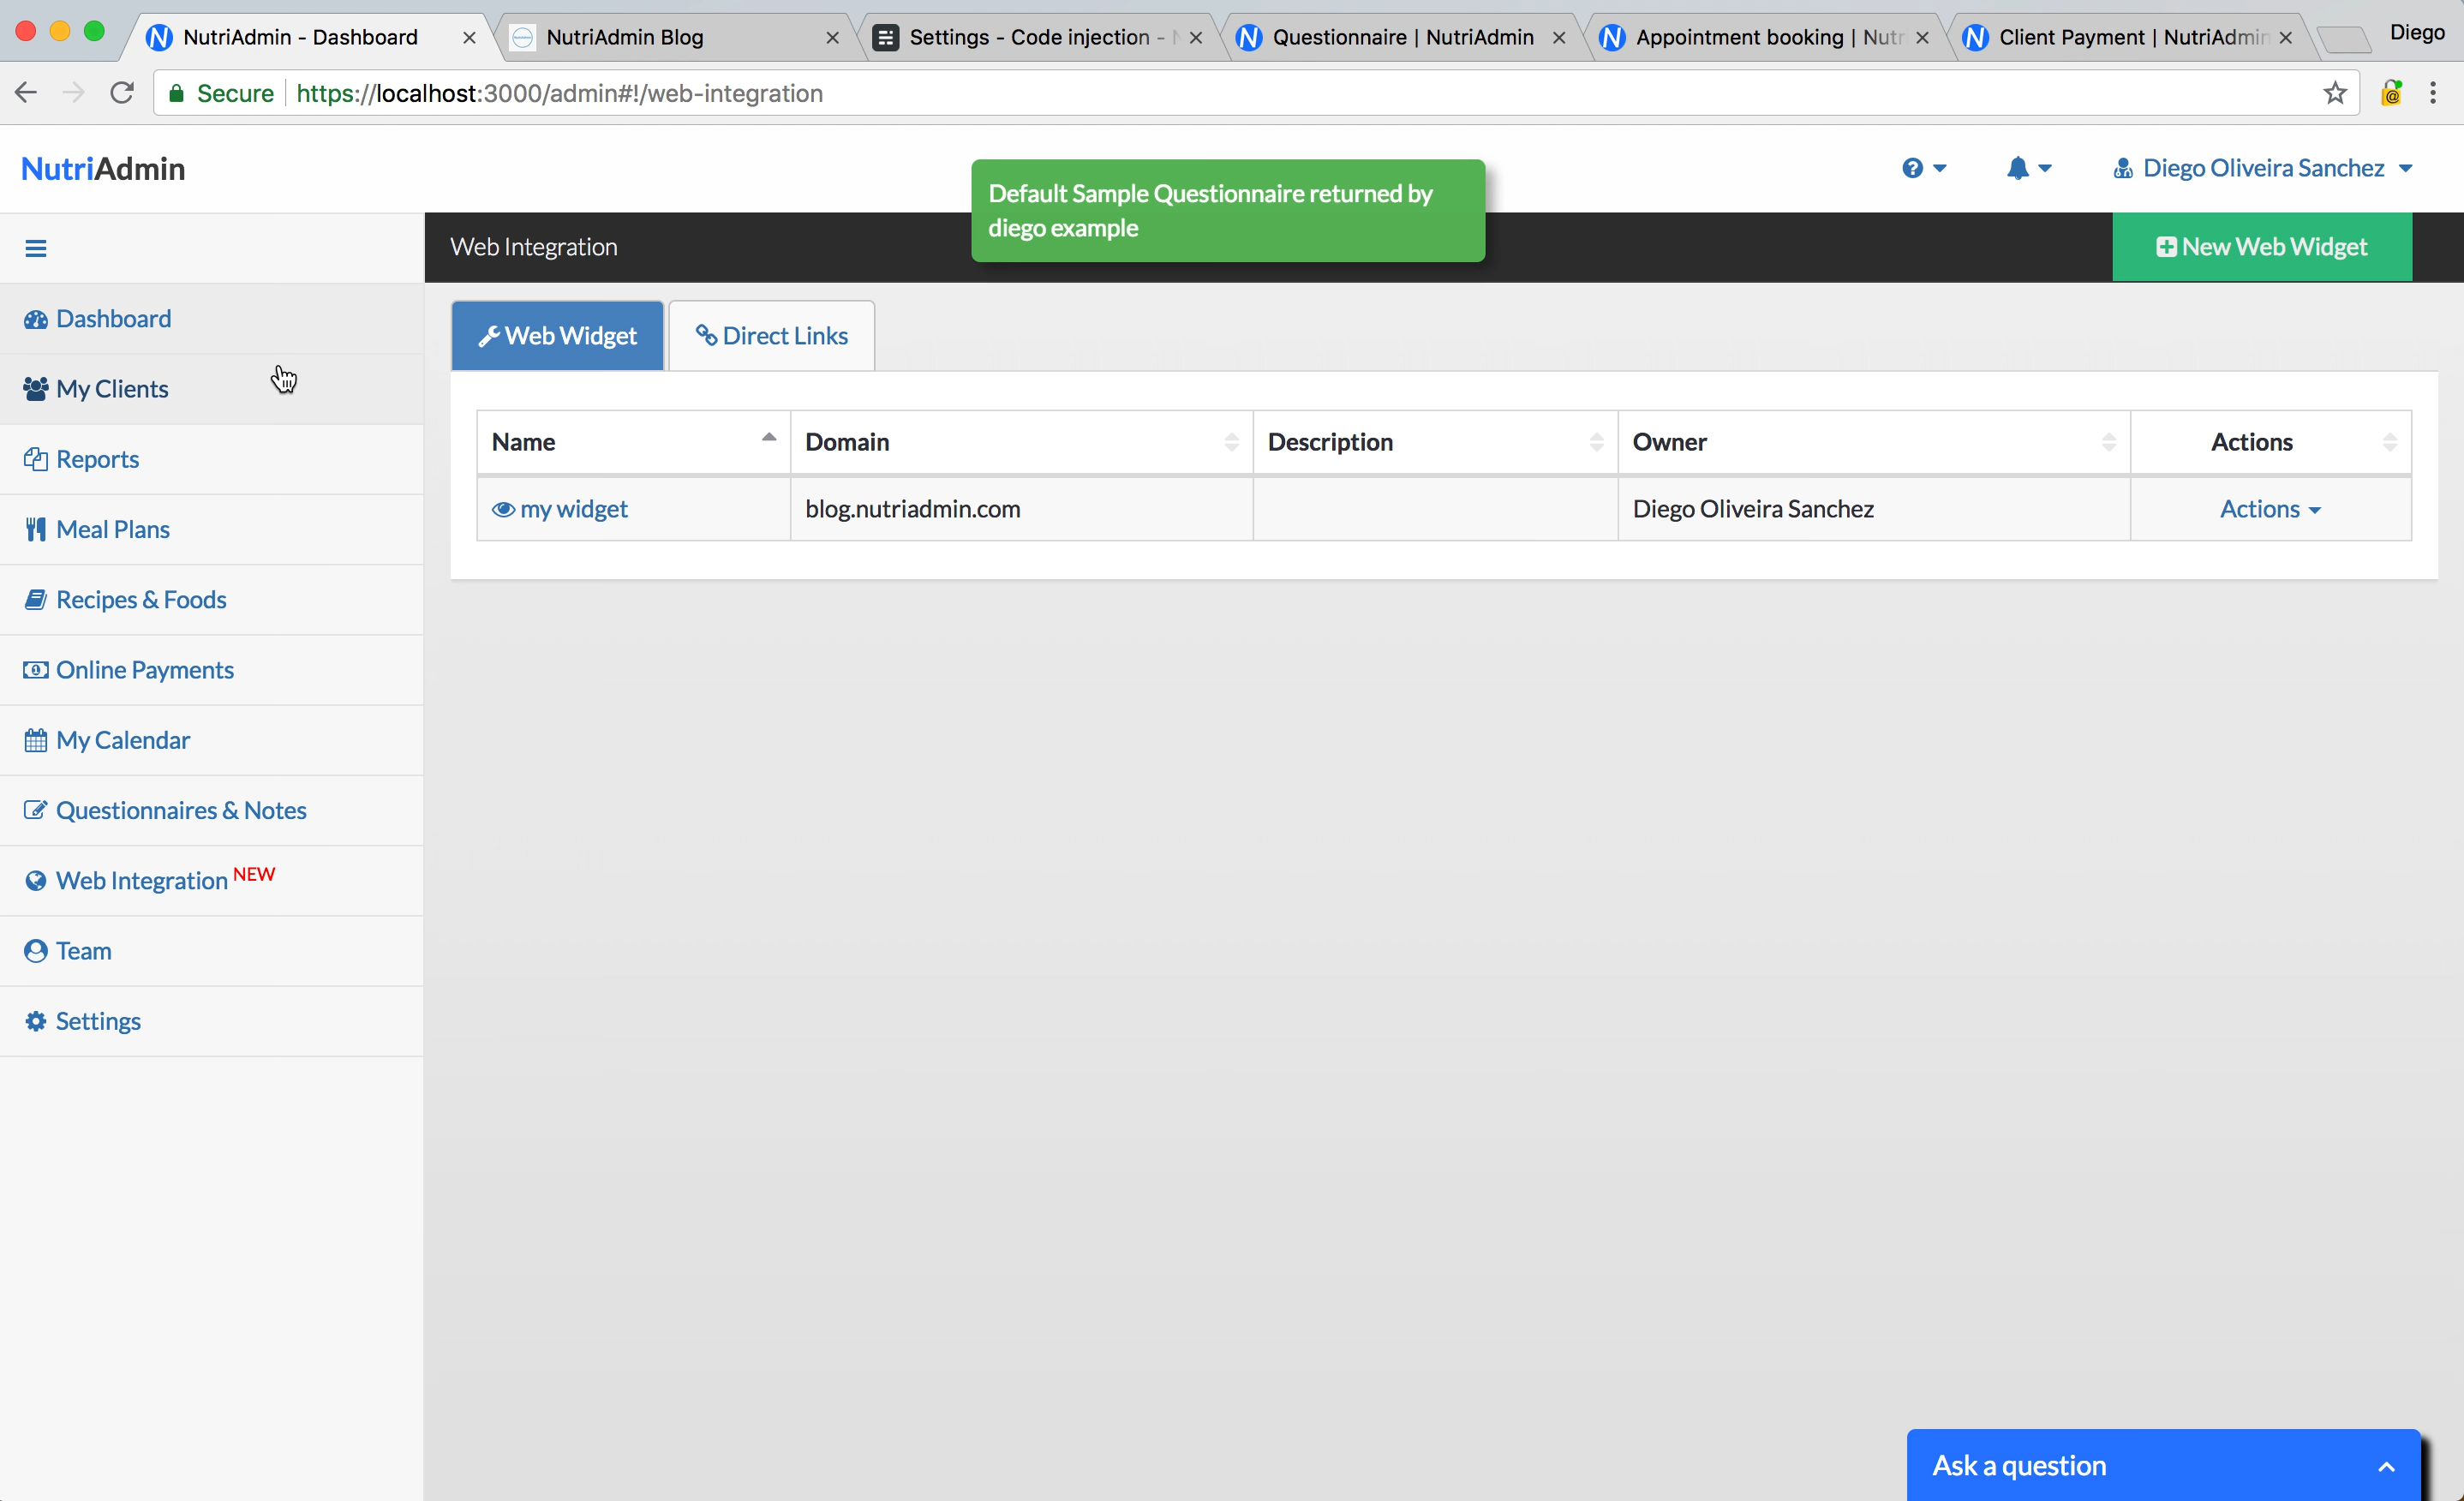 NutriAdmin - Dashboard
NutriAdmin Blog
Settings - Code injection -
Questionnaire | NutriAdmin
Appointment booking | Nutr
Client Payment | NutriAdmin
Diego
Secure
https://localhost:3000/admin#!/web-integration
NutriAdmin
Default Sample Questionnaire returned by
diego example
Diego Oliveira Sanchez
Web Integration
New Web Widget
Dashboard
My Clients
Reports
Meal Plans
Recipes & Foods
Online Payments
My Calendar
Questionnaires & Notes
Web Integration NEW
Team
Settings
Web Widget
Direct Links
Name Domain Description Owner Actions
my widget blog.nutriadmin.com Diego Oliveira Sanchez Actions
Ask a question